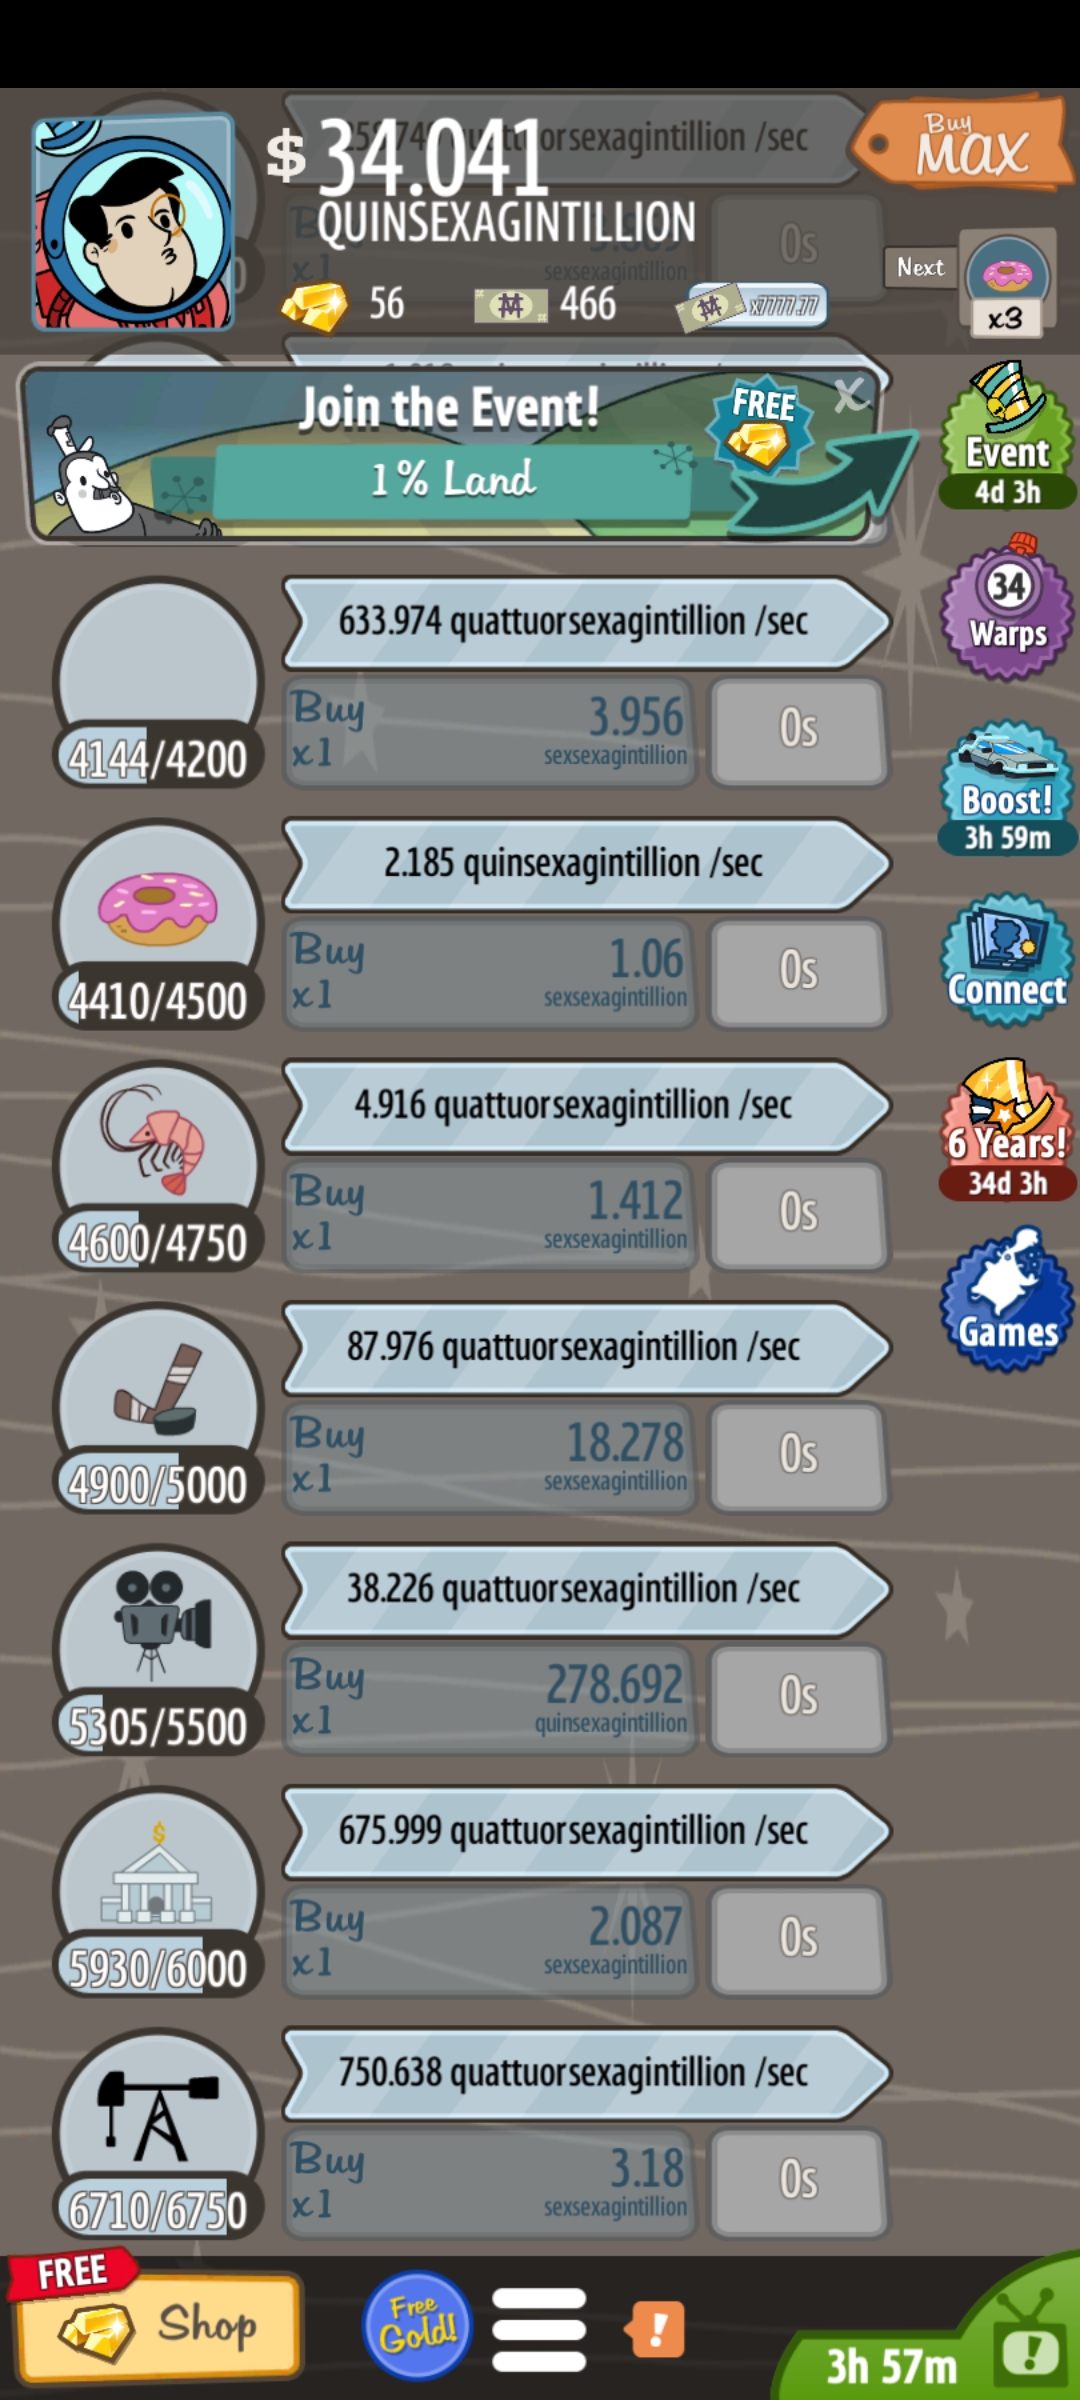 $ 34.041
QUINSEXAGINTILLION
Buy
MAX
quattuorsexagintillion /sec
x1
sexsexagintillion
0s
Next
x3
56
466
x7777.77
Join the Event!
1% Land
FREE
x
Event
4d 3h
34
Warps
Boost!
3h 59m
Connect
6 Years!
34d 3h
Games
633.974 quattuorsexagintillion /sec
4144/4200
Buy
x1
3.956
sexsexagintillion
0s
2.185 quinsexagintillion /sec
4410/4500
Buy
x1
1.06
sexsexagintillion
0s
4.916 quattuorsexagintillion /sec
4600/4750
Buy
x1
1.412
sexsexagintillion
0s
87.976 quattuorsexagintillion /sec
4900/5000
Buy
x1
18.278
sexsexagintillion
0s
38.226 quattuorsexagintillion /sec
5305/5500
Buy
x1
278.692
quinsexagintillion
0s
675.999 quattuorsexagintillion /sec
5930/6000
Buy
x1
2.087
sexsexagintillion
0s
750.638 quattuorsexagintillion /sec
6710/6750
Buy
x1
3.18
sexsexagintillion
0s
FREE
Shop
Free
Gold!
!
3h 57m
!